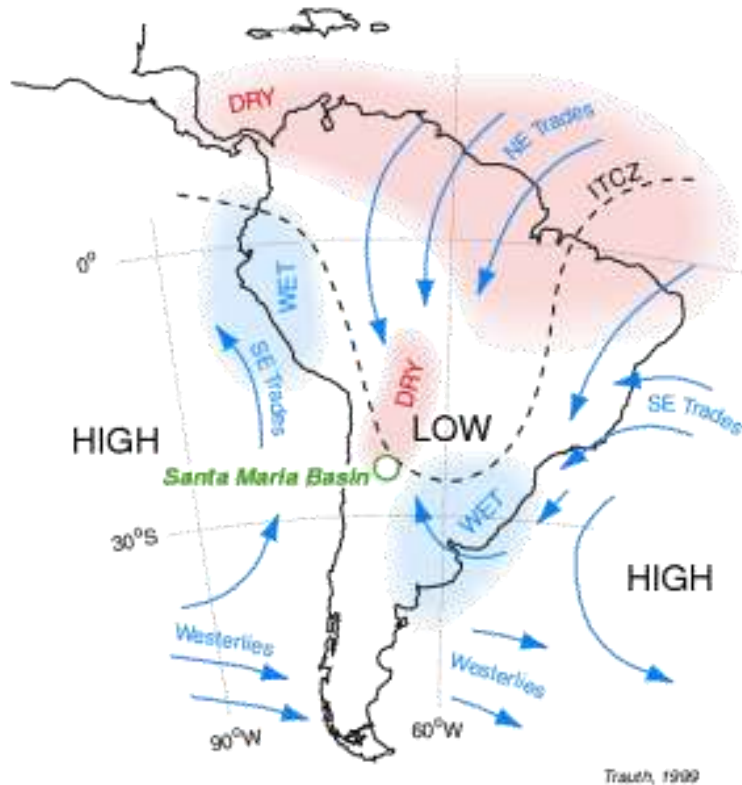 DRY
NE Trades
ITCZ
0°
WET
SE Trades
DRY
SE Trades
HIGH
LOW
Santa Maria Basin
WET
30°S
HIGH
Westerlies
Westerlies
90°W
60°W
Trauth, 1999